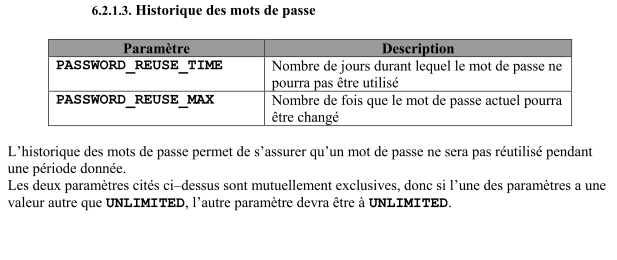 6.2.1.3. Historique des mots de passe
Paramètre Description
PASSWORD_REUSE_TIME Nombre de jours durant lequel le mot de passe ne
pourra pas être utilisé
PASSWORD_REUSE_MAX Nombre de fois que le mot de passe actuel pourra
être changé
L'historique des mots de passe permet de s'assurer qu'un mot de passe ne sera pas réutilisé pendant
une période donnée.
Les deux paramètres cités ci–dessus sont mutuellement exclusives, donc si l'une des paramètres a une
valeur autre que UNLIMITED, l'autre paramètre devra être à UNLIMITED.